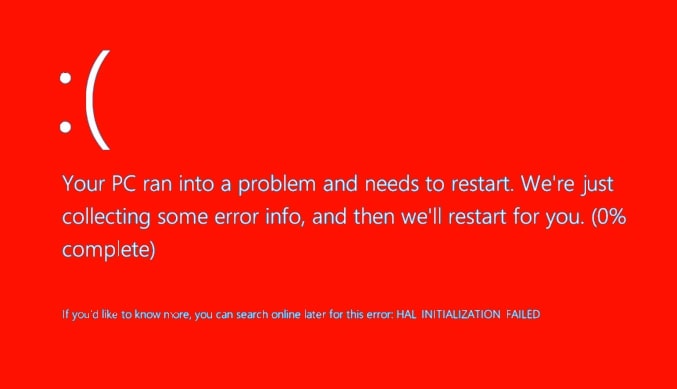 :(
Your PC ran into a problem and needs to restart. We're just
collecting some error info, and then we'll restart for you. (0%
complete)
If you'd like to know more, you can search online later for this error: HAL INITIALIZATION FAILED